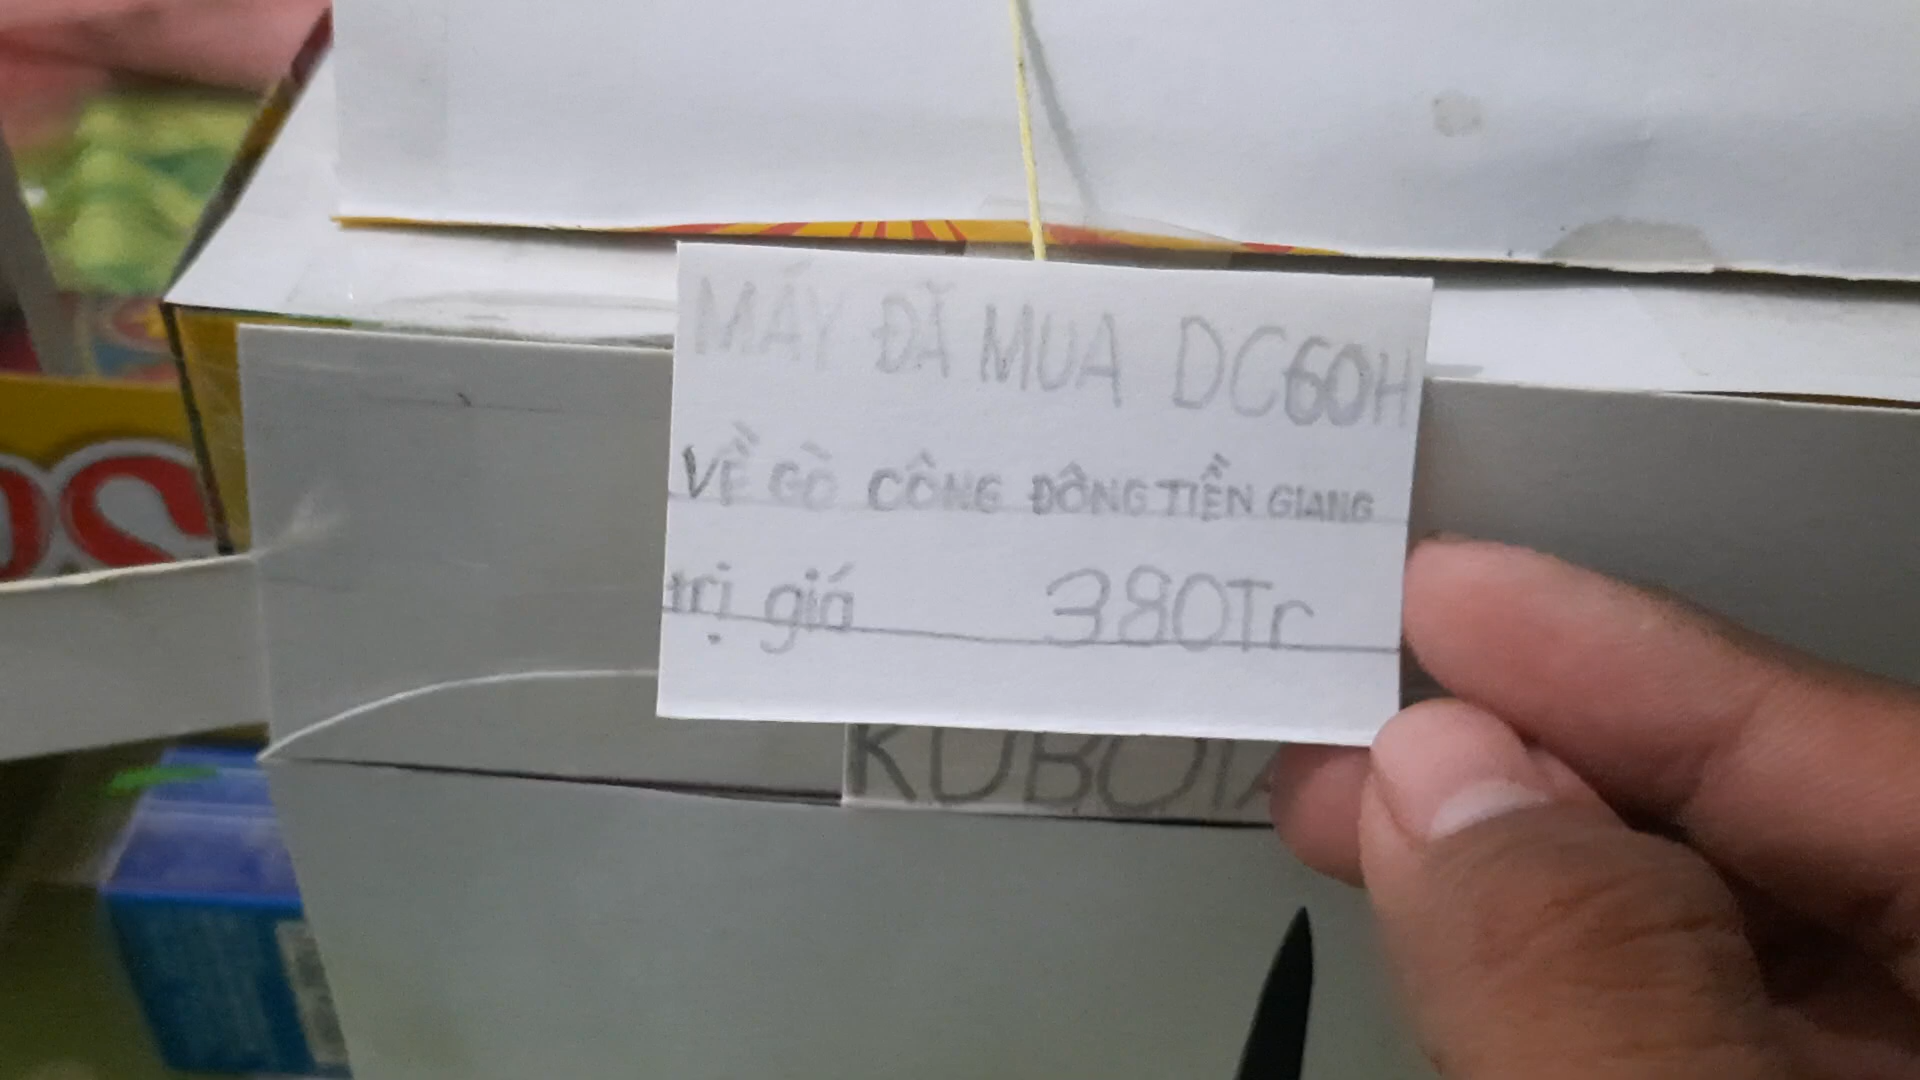 MÁY ĐÃ MUA DC60H
VỀ GÒ CÔNG ĐÔNG TIỀN GIANG
trị giá 380Tr
KUBOTA